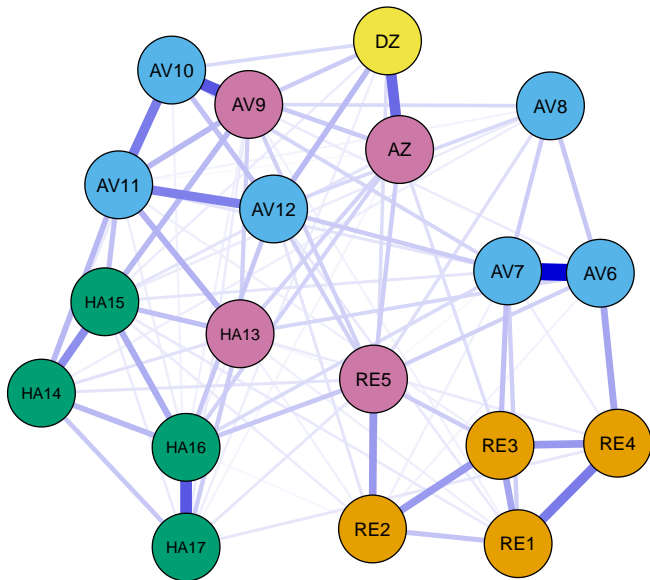 DZ
AV10
AV9
AV8
AZ
AV11
AV12
AV7
AV6
HA15
HA13
RE5
HA14
HA16
RE3
RE4
RE2
RE1
HA17